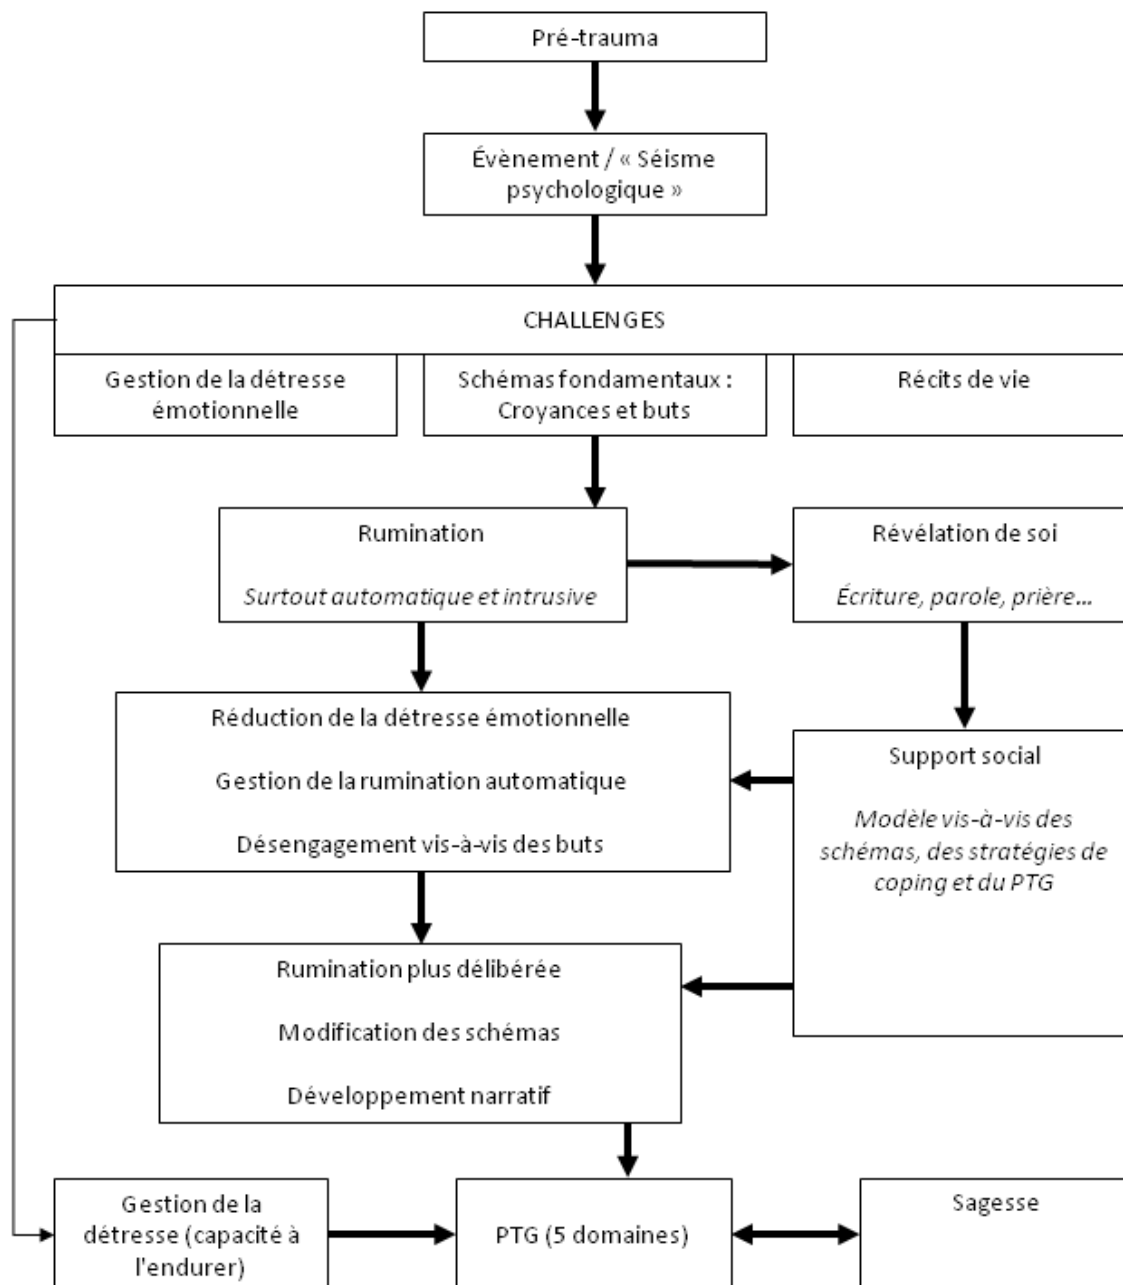 Pré-trauma
Évènement / « Séisme
psychologique »
CHALLENGES
Gestion de la détresse
émotionnelle
Schémas fondamentaux :
Croyances et buts
Récits de vie
Rumination
Surtout automatique et intrusive
Révélation de soi
Écriture, parole, prière...
Réduction de la détresse émotionnelle
Gestion de la rumination automatique
Désengagement vis-à-vis des buts
Support social
Modèle vis-à-vis des
schémas, des stratégies de
coping et du PTG
Rumination plus délibérée
Modification des schémas
Développement narratif
Gestion de la
détresse (capacité à
l'endurer)
PTG (5 domaines)
Sagesse